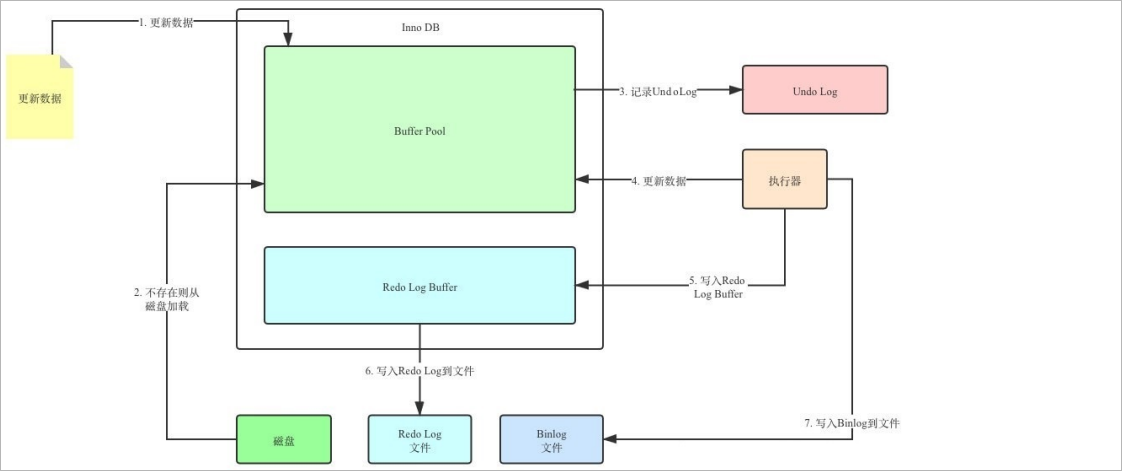 1. 更新数据
Inno DB
更新数据
Buffer Pool
3. 记录UndoLog
Undo Log
4. 更新数据
执行器
2. 不存在则从
磁盘加载
Redo Log Buffer
5. 写入Redo
Log Buffer
6. 写入Redo Log到文件
7. 写入Binlog到文件
磁盘
Redo Log
文件
Binlog
文件